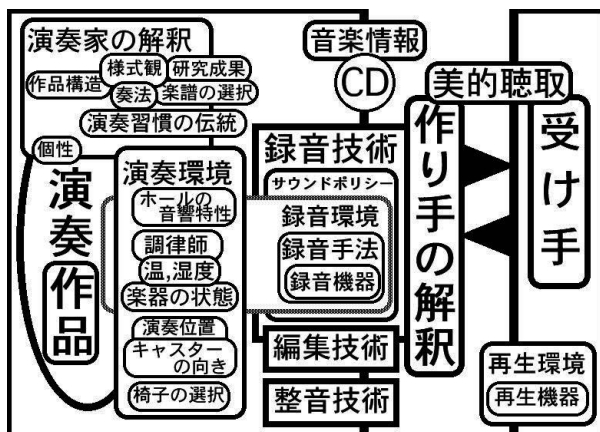 演奏家の解釈
様式観
研究成果
作品構造
奏法
楽譜の選択
演奏習慣の伝統
個性
演奏
作品
演奏環境
ホールの
音響特性
調律師
温,湿度
楽器の状態
演奏位置
キャスター
の向き
椅子の選択
音楽情報
CD
録音技術
サウンドポリシー
録音環境
録音手法
録音機器
編集技術
整音技術
美的聴取
作り手の解釈
受け手
再生環境
再生機器